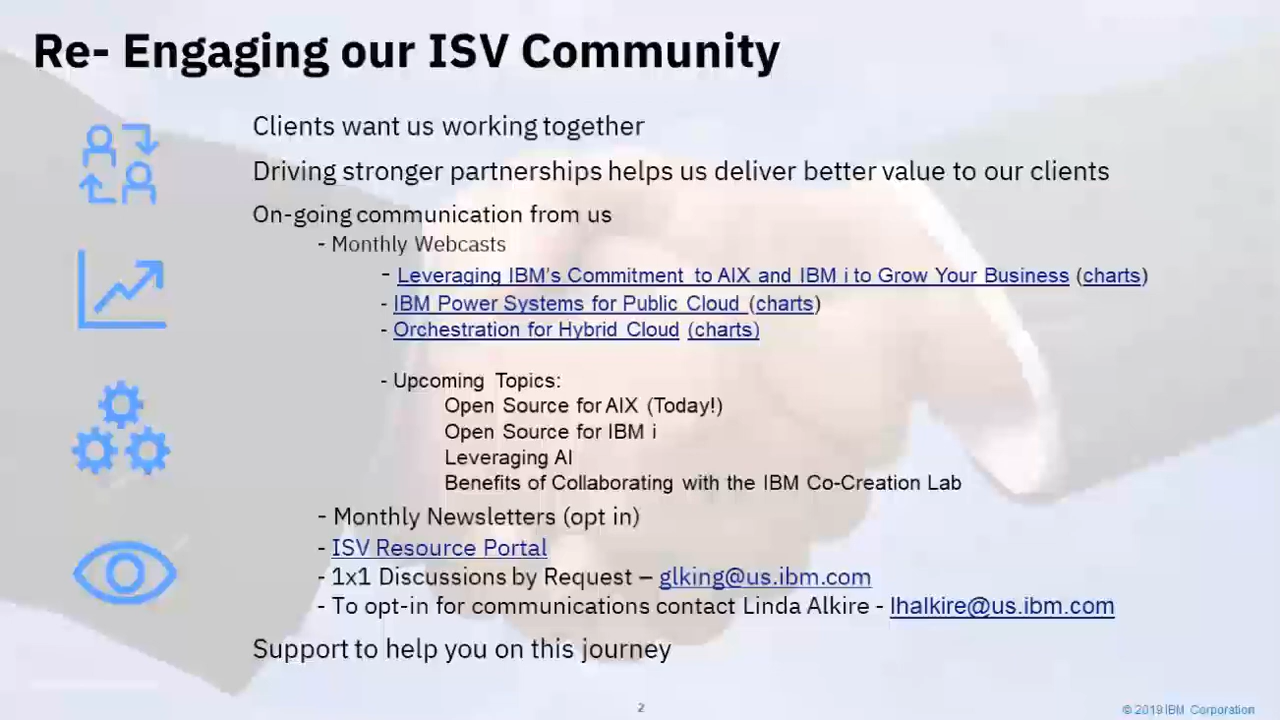 Re- Engaging our ISV Community
Clients want us working together
Driving stronger partnerships helps us deliver better value to our clients
On-going communication from us
- Monthly Webcasts
- Leveraging IBM's Commitment to AIX and IBM i to Grow Your Business (charts)
- IBM Power Systems for Public Cloud (charts)
- Orchestration for Hybrid Cloud (charts)
- Upcoming Topics:
Open Source for AIX (Today!)
Open Source for IBM i
Leveraging AI
Benefits of Collaborating with the IBM Co-Creation Lab
- Monthly Newsletters (opt in)
- ISV Resource Portal
- 1x1 Discussions by Request – glking@us.ibm.com
- To opt-in for communications contact Linda Alkire - lhalkire@us.ibm.com
Support to help you on this journey
2
© 2019 IBM Corporation